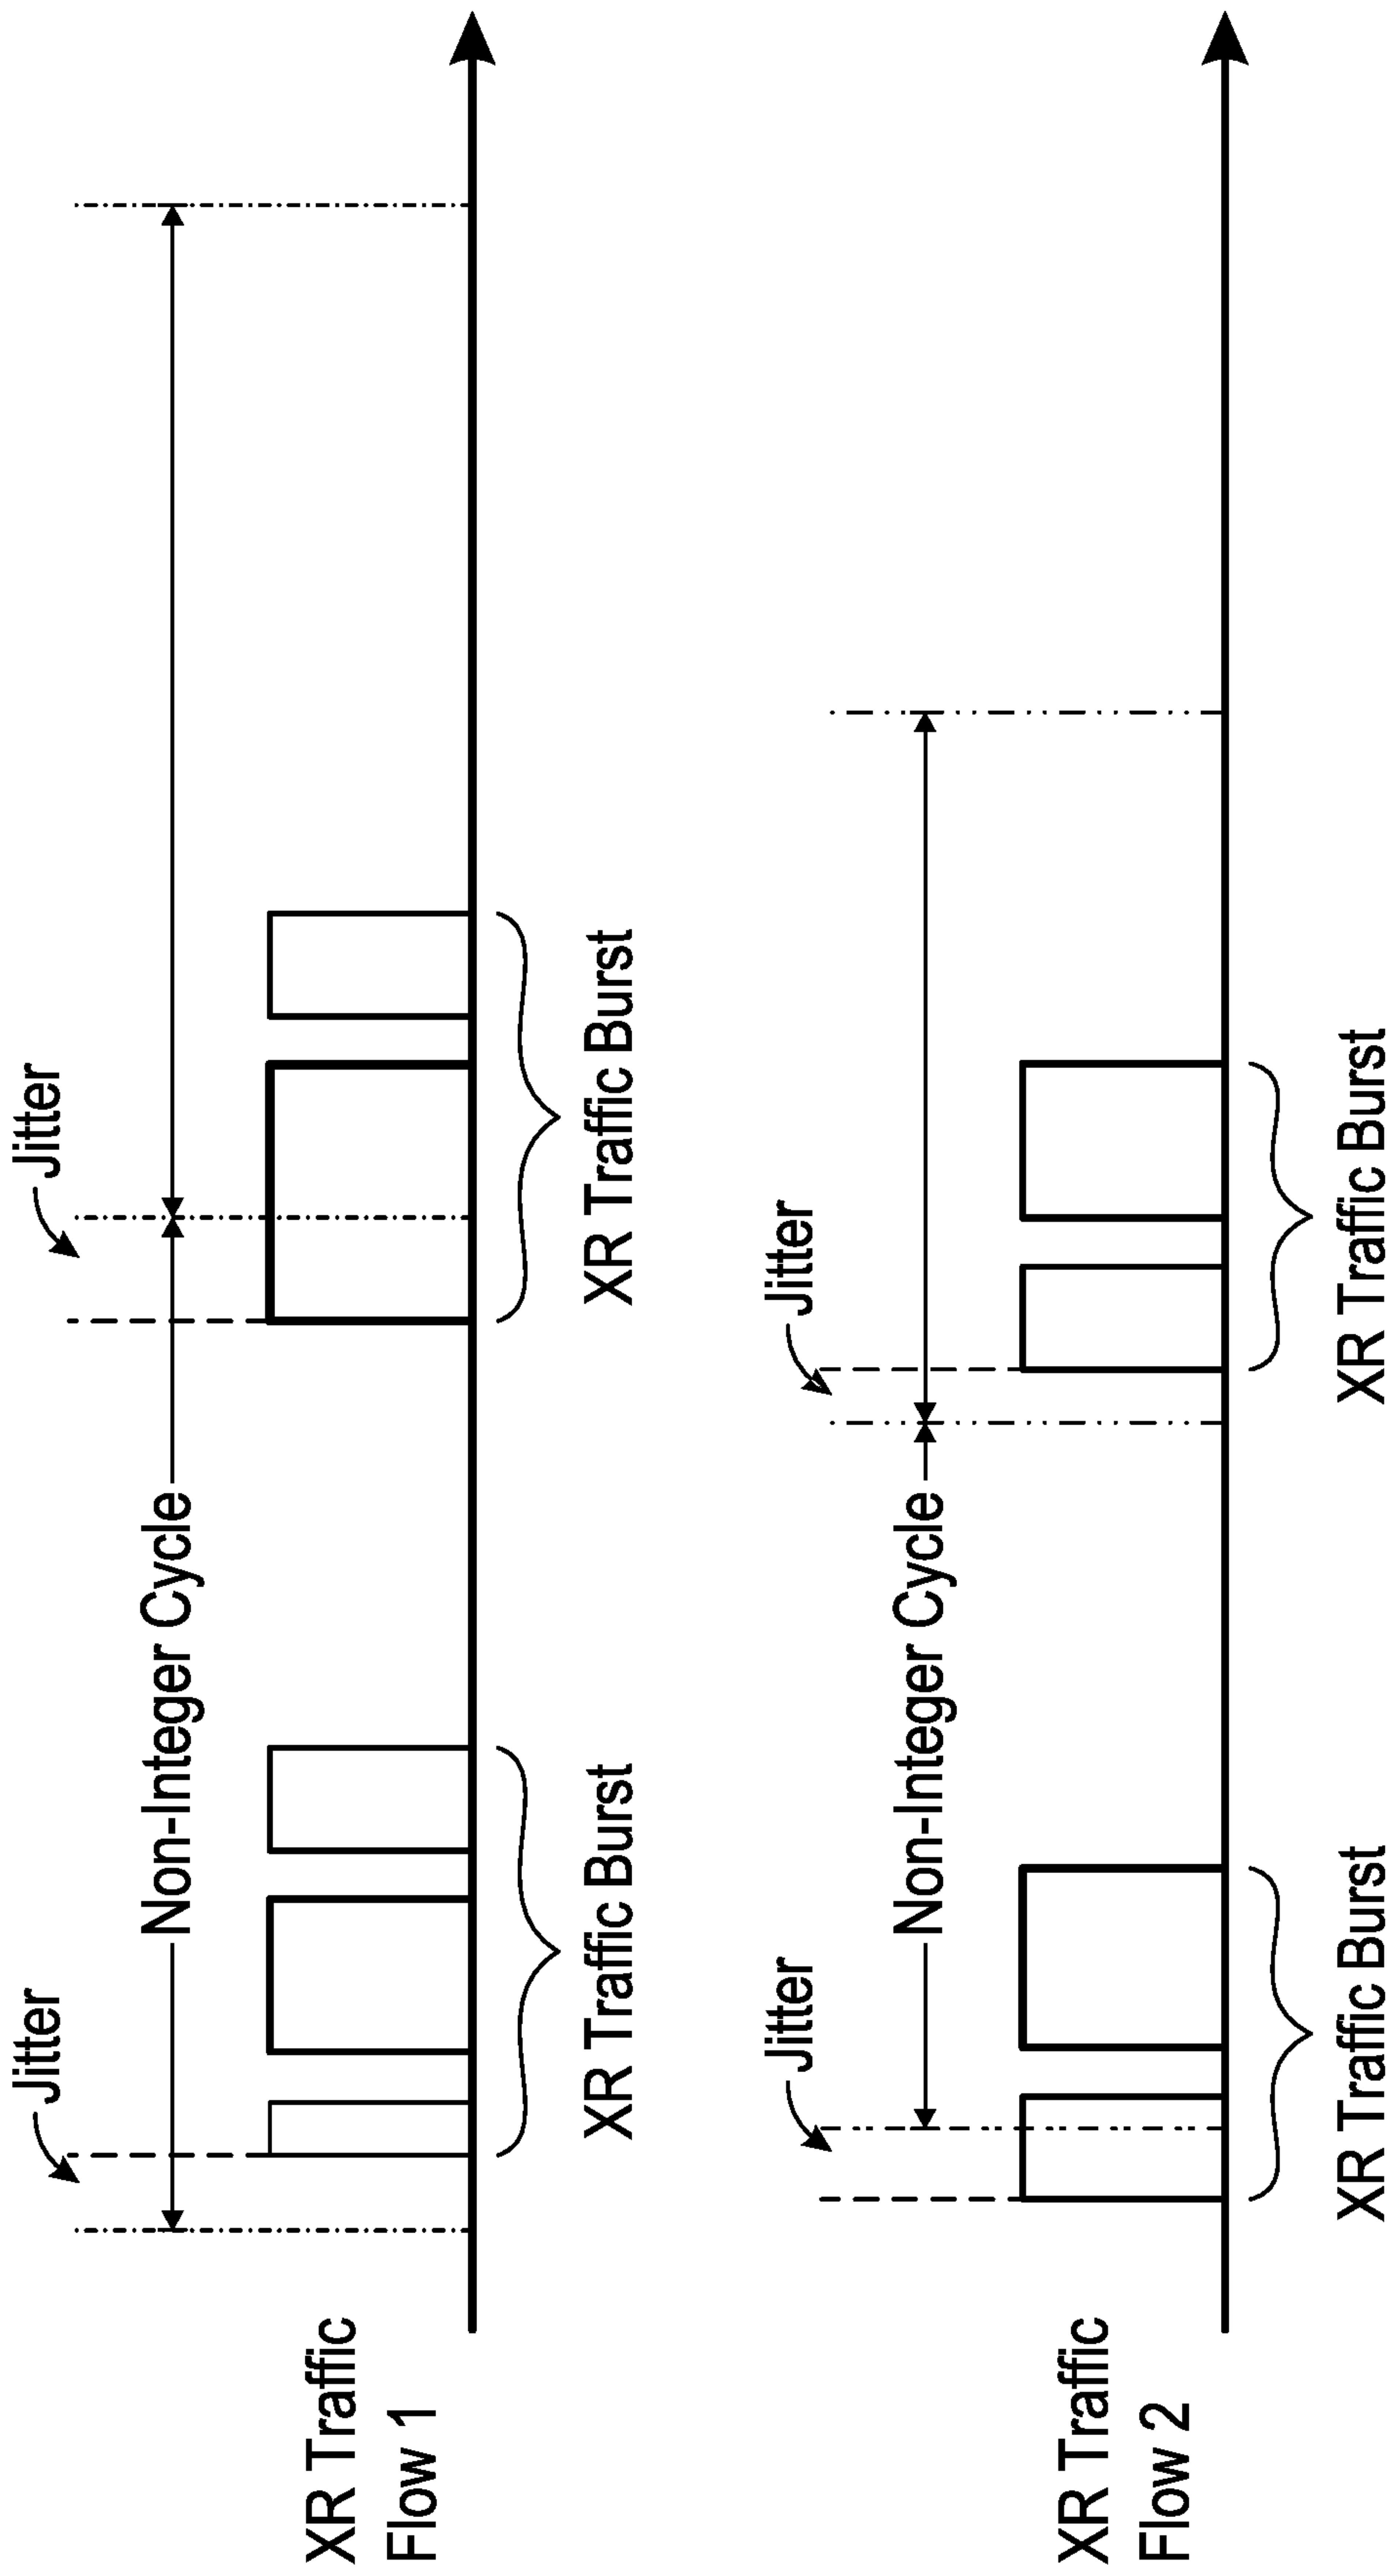 Jitter
Jitter
Non-Integer Cycle
XR Traffic
Flow 1
XR Traffic Burst
XR Traffic Burst
Jitter
Jitter
Non-Integer Cycle
XR Traffic
Flow 2
XR Traffic Burst
XR Traffic Burst